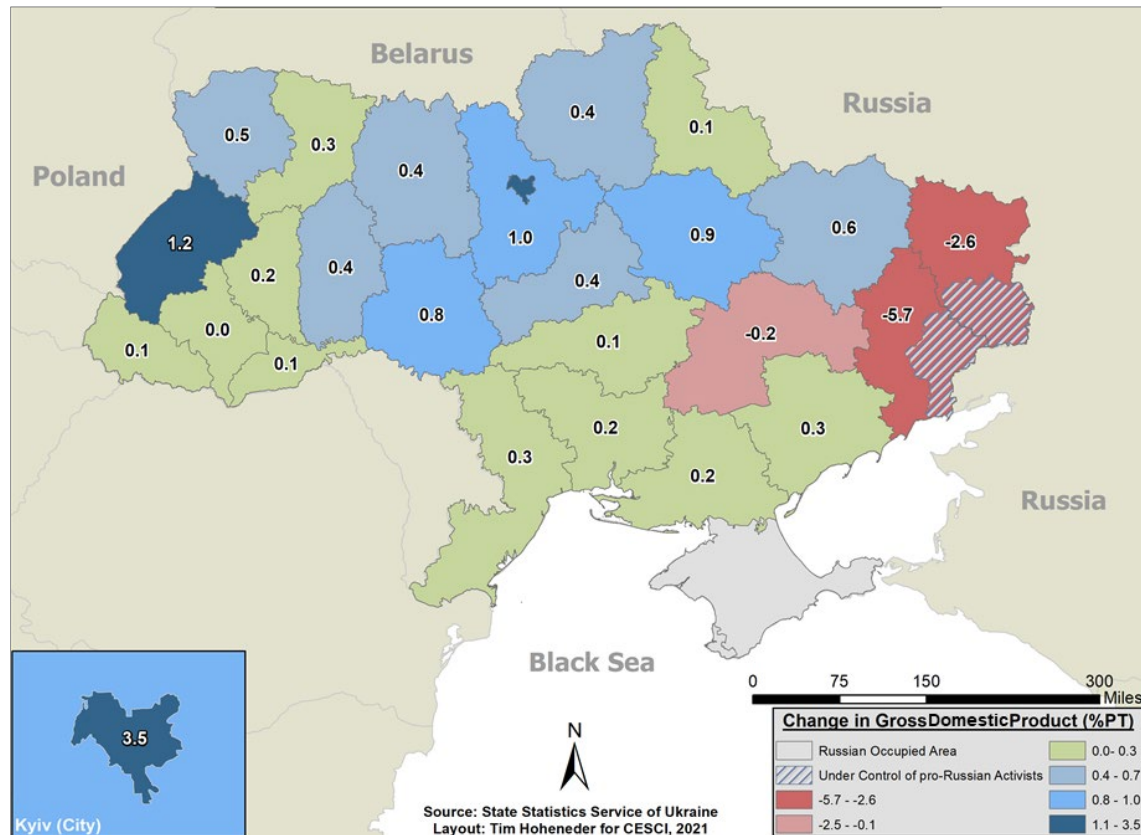 Belarus
Russia
Poland
0.5
0.3
0.4
0.4
0.1
1.2
0.2
0.4
1.0
0.9
0.6
-2.6
0.0
0.8
0.4
-5.7
0.1
0.1
0.1
-0.2
0.3
0.2
0.2
0.3
Russia
Black Sea
3.5
Kyiv (City)
N
Source: State Statistics Service of Ukraine
Layout: Tim Hoheneder for CESCI, 2021
0 75 150 300
Miles
Change in GrossDomesticProduct (%PT)
Russian Occupied Area
Under Control of pro-Russian Activists
-5.7 - -2.6
-2.5 - -0.1
0.0- 0.3
0.4 - 0.7
0.8 - 1.0
1.1 - 3.5